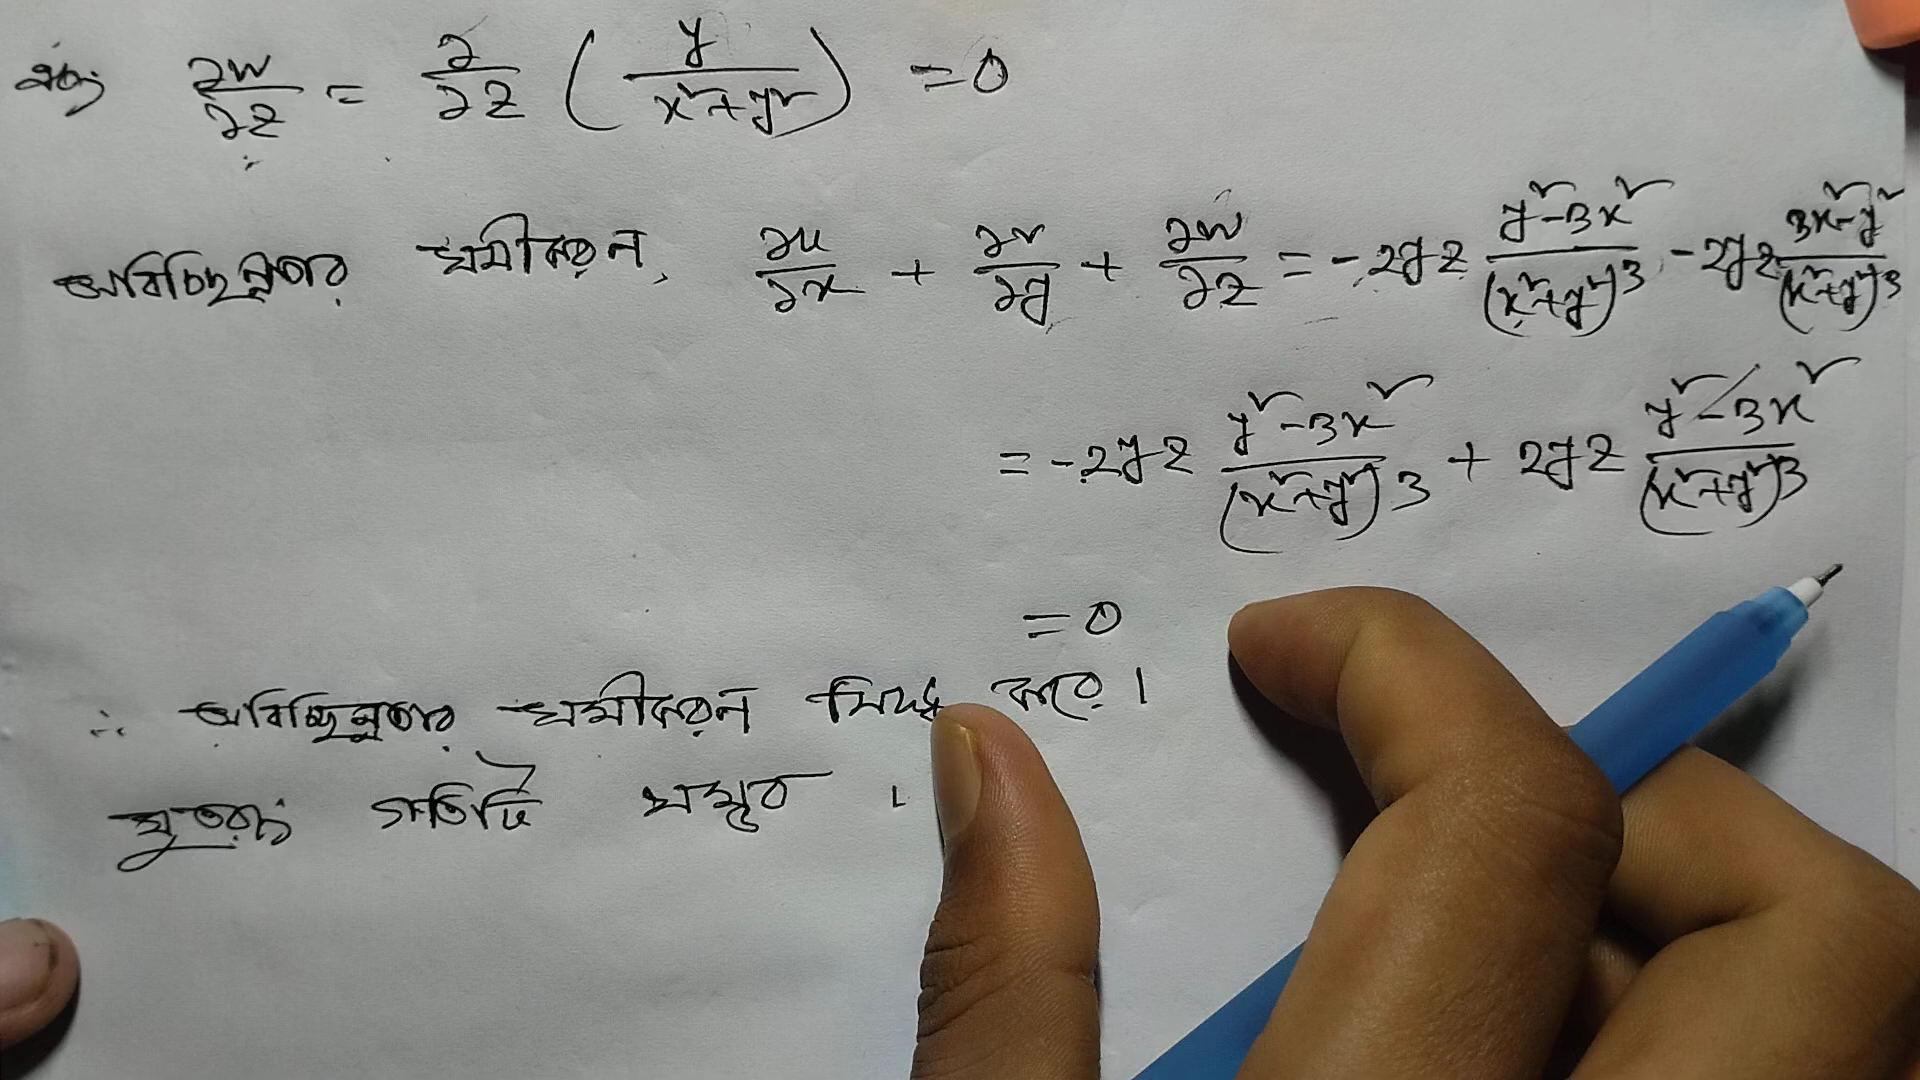 এবং ∂w/∂z = ∂/∂z (y/(x²+y²)) = 0
অবিচ্ছিন্নতার সমীকরন, ∂u/∂x + ∂v/∂y + ∂w/∂z = -2yz (y²-3x²)/(x²+y²)³ - 2yz (3x²-y²)/(x²+y²)³
= -2yz (y²-3x²)/(x²+y²)³ + 2yz (y²-3x²)/(x²+y²)³
= 0
∴ অবিচ্ছিন্নতার সমীকরন সিদ্ধ করে।
সুতরাং গতিটি সম্ভব ।